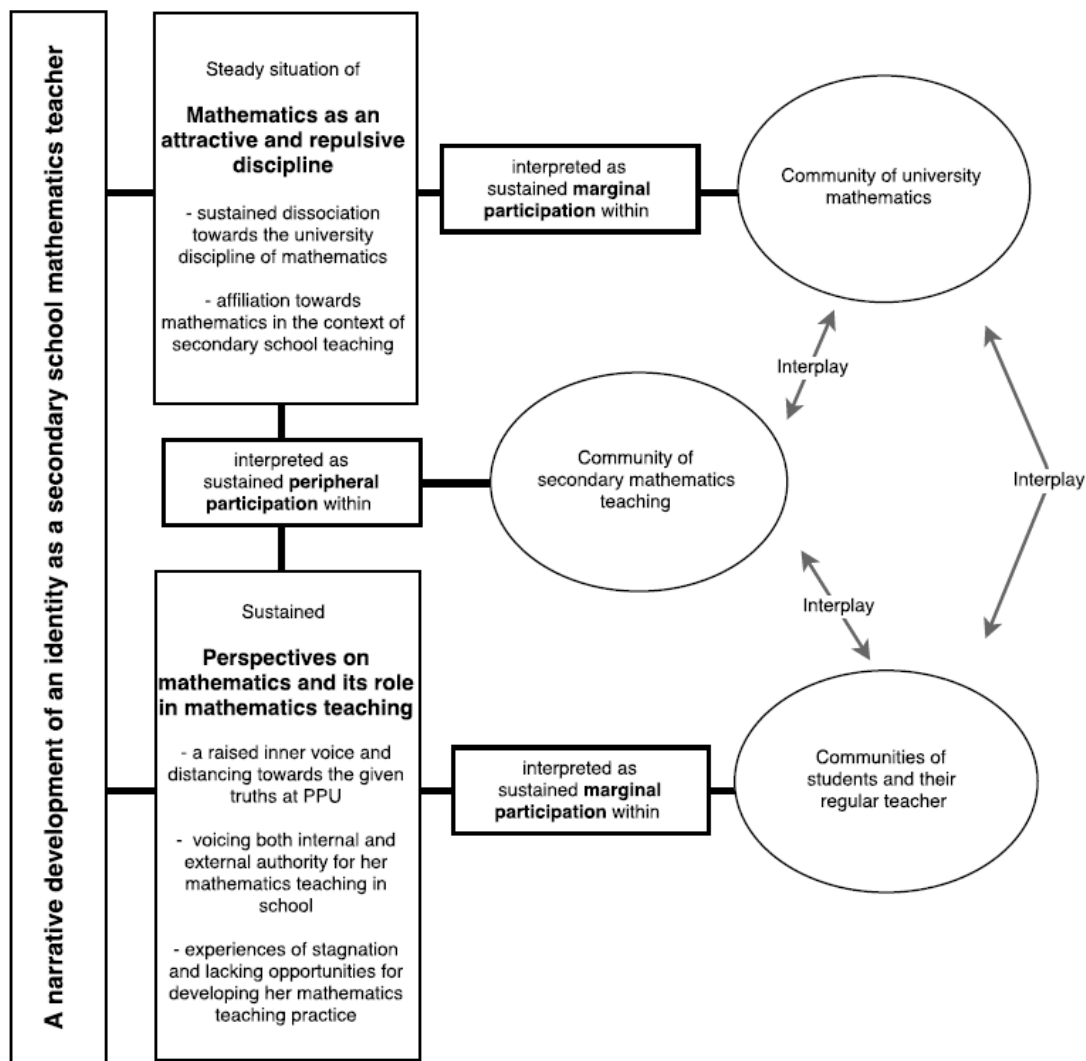 A narrative development of an identity as a secondary school mathematics teacher
Steady situation of
Mathematics as an
attractive and repulsive
discipline
- sustained dissociation
towards the university
discipline of mathematics
- affiliation towards
mathematics in the context of
secondary school teaching
interpreted as
sustained marginal
participation within
Community of university
mathematics
Interplay
Interplay
interpreted as
sustained peripheral
participation within
Community of
secondary mathematics
teaching
Interplay
Sustained
Perspectives on
mathematics and its role
in mathematics teaching
- a raised inner voice and
distancing towards the given
truths at PPU
- voicing both internal and
external authority for her
mathematics teaching in
school
- experiences of stagnation
and lacking opportunities for
developing her mathematics
teaching practice
interpreted as
sustained marginal
participation within
Communities of
students and their
regular teacher